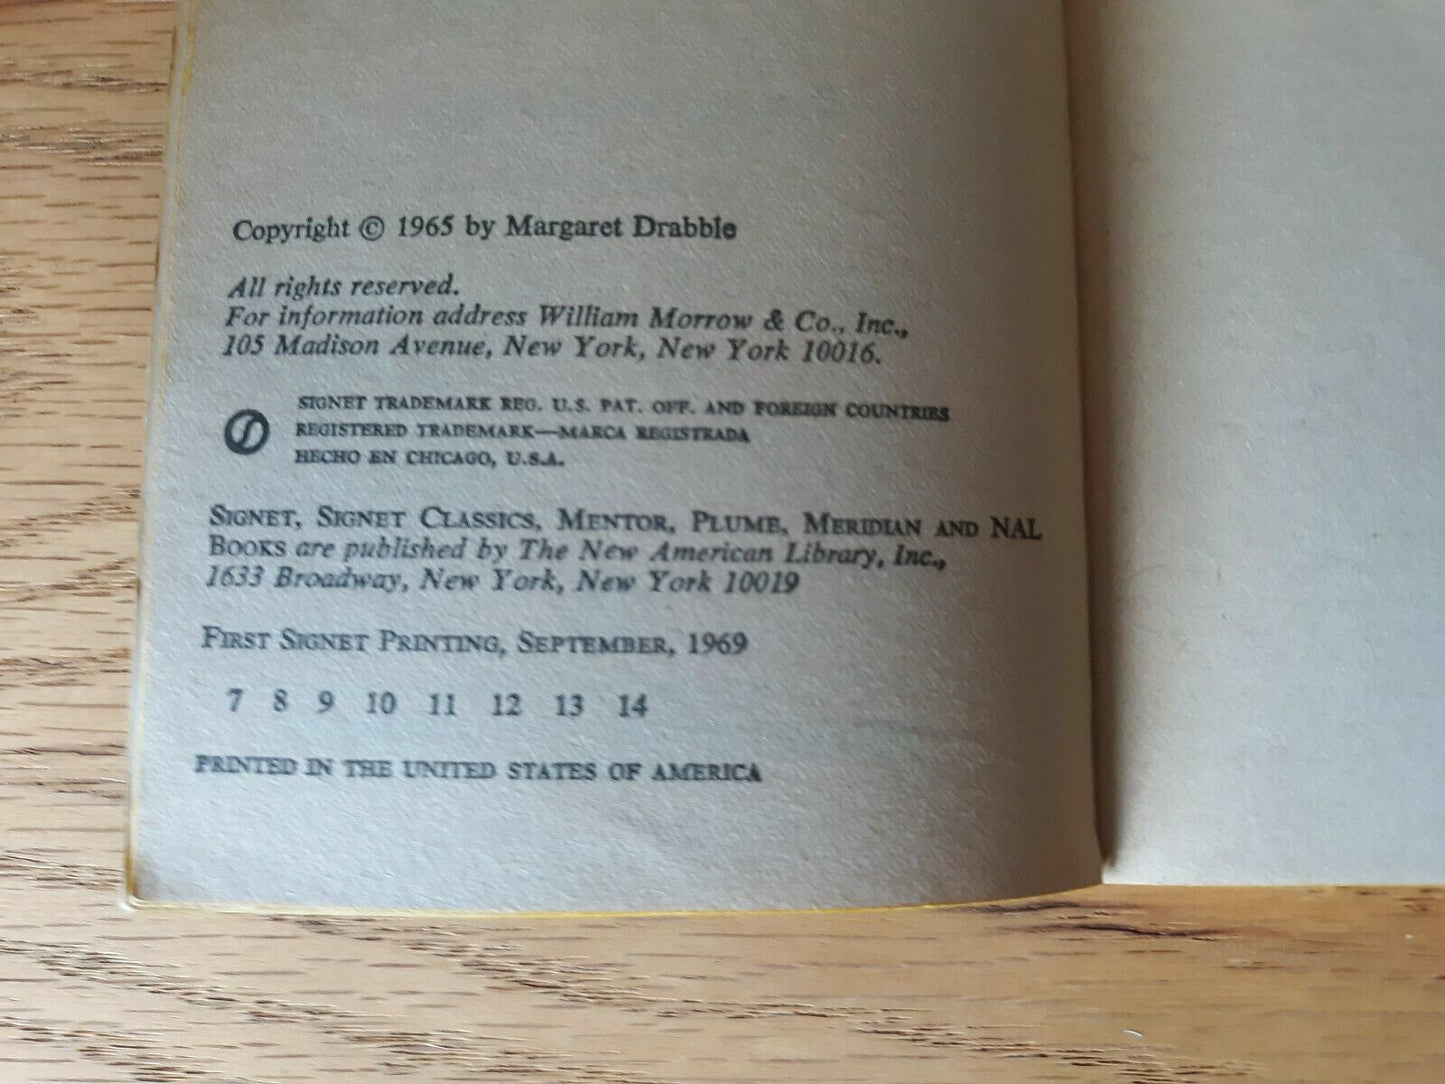 Copyright © 1965 by Margaret Drabble
All rights reserved.
For information address William Morrow & Co., Inc.,
105 Madison Avenue, New York, New York 10016.
SIGNET TRADEMARK REG. U.S. PAT. OFF. AND FOREIGN COUNTRIES
REGISTERED TRADEMARK—MARCA REGISTRADA
HECHO EN CHICAGO, U.S.A.
SIGNET, SIGNET CLASSICS, MENTOR, PLUME, MERIDIAN AND NAL
BOOKS are published by The New American Library, Inc.,
1633 Broadway, New York, New York 10019
FIRST SIGNET PRINTING, SEPTEMBER, 1969
7 8 9 10 11 12 13 14
PRINTED IN THE UNITED STATES OF AMERICA